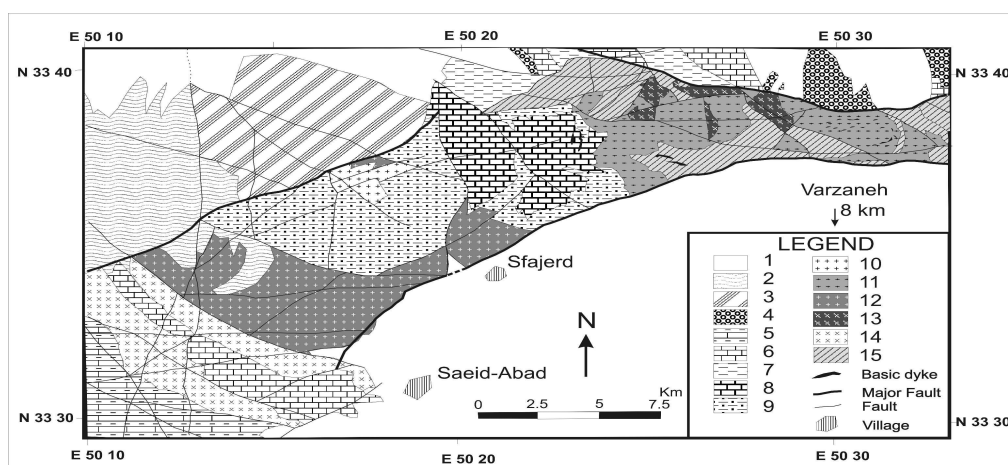 E 50 10 E 50 20 E 50 30
N 33 40 N 33 40
Varzaneh
8 km
LEGEND
1 10
2 11
3 12
4 13
5 14
6 15
7 Basic dyke
8 Major Fault
Fault
9 Village
Sfajerd
N
Saeid-Abad
Km
0 2.5 5 7.5
N 33 30 N 33 30
E 50 10 E 50 20 E 50 30